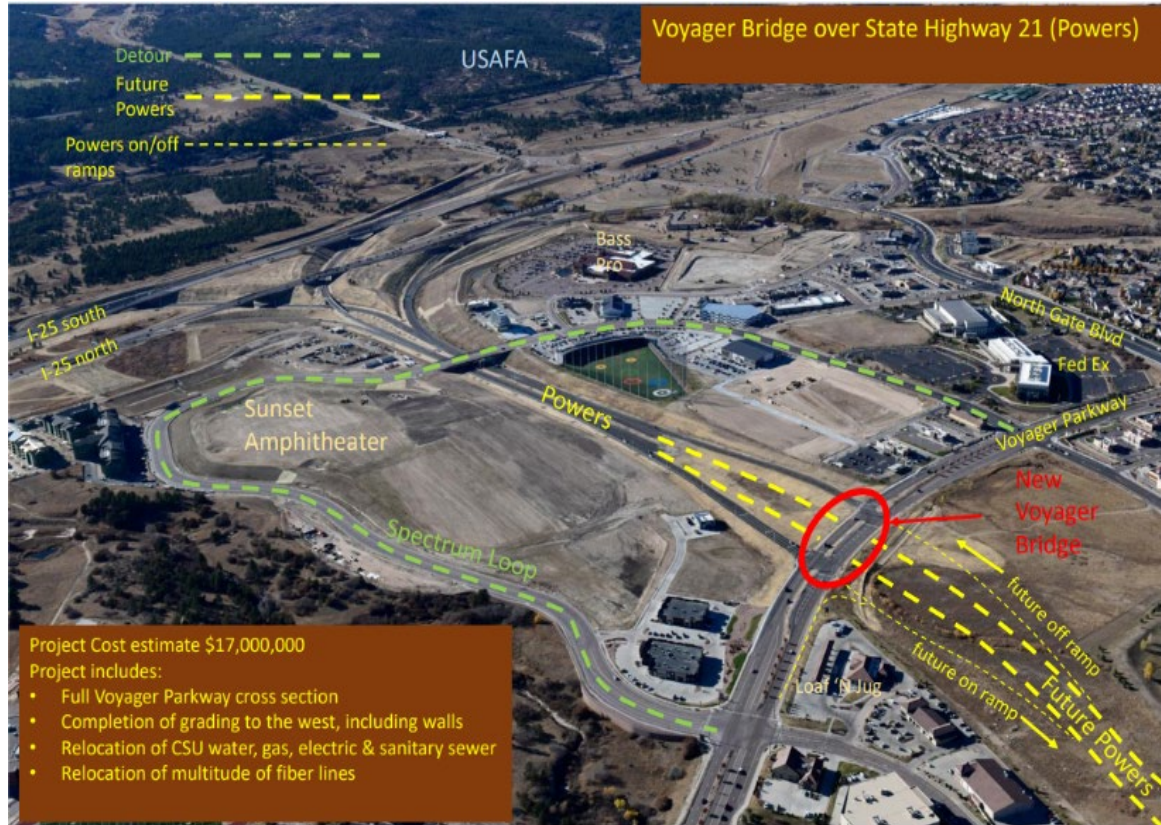 Voyager Bridge over State Highway 21 (Powers)
Detour
Future
Powers
Powers on/off
ramps
USAFA
Bass
Pro
I-25 south
I-25 north
North Gate Blvd
Fed Ex
Voyager Parkway
Sunset
Amphitheater
Powers
New
Voyager
Bridge
Spectrum Loop
future off ramp
future on ramp
Future Powers
Loaf 'N Jug
Project Cost estimate $17,000,000
Project includes:
• Full Voyager Parkway cross section
• Completion of grading to the west, including walls
• Relocation of CSU water, gas, electric & sanitary sewer
• Relocation of multitude of fiber lines